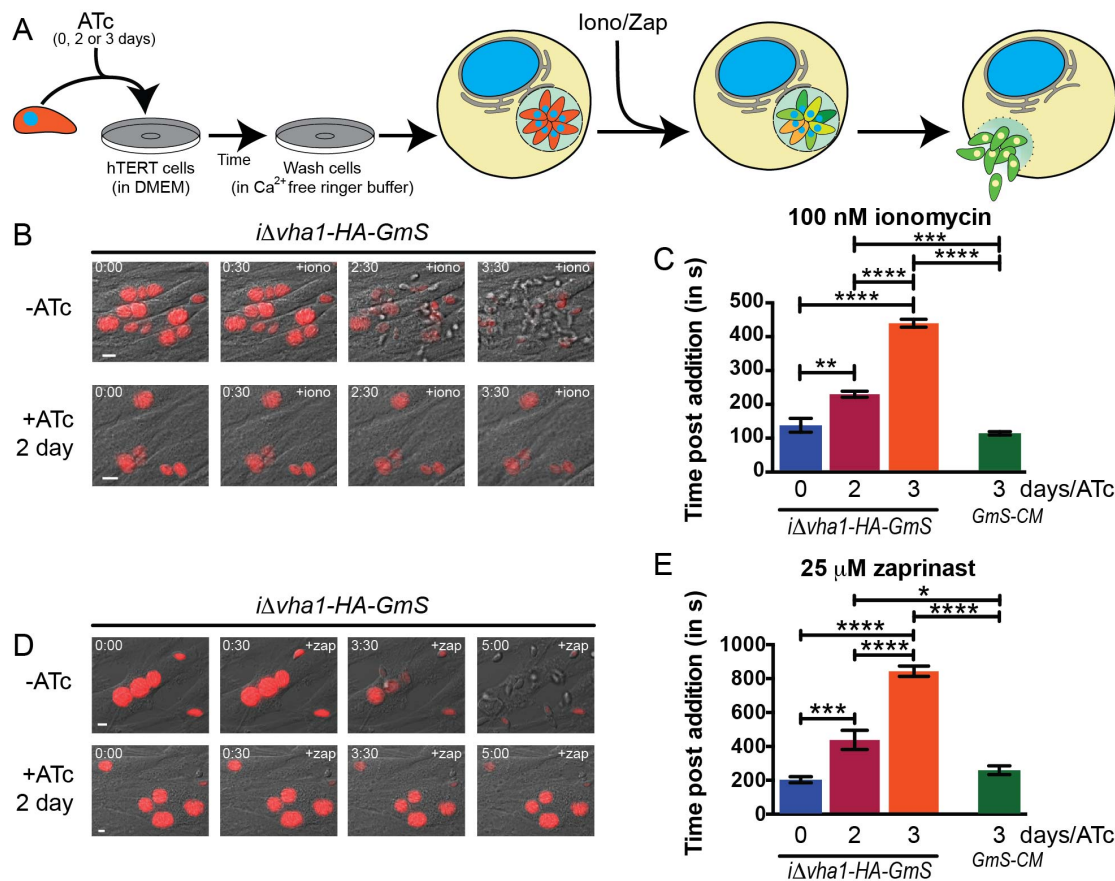 A
ATc
(0, 2 or 3 days)
hTERT cells
(in DMEM)
Time
Wash cells
(in Ca2+ free ringer buffer)
Iono/Zap
B
iΔvha1-HA-GmS
-ATc
0:00
0:30 +iono
2:30 +iono
3:30 +iono
+ATc
2 day
0:00
0:30 +iono
2:30 +iono
3:30 +iono
C
100 nM ionomycin
***
****
****
****
**
Time post addition (in s)
500
400
300
200
100
0
0 2 3 3 days/ATc
iΔvha1-HA-GmS
GmS-CM
D
iΔvha1-HA-GmS
-ATc
0:00
0:30 +zap
3:30 +zap
5:00 +zap
+ATc
2 day
0:00
0:30 +zap
3:30 +zap
5:00 +zap
E
25 µM zaprinast
*
****
****
****
***
Time post addition (in s)
1000
800
600
400
200
0
0 2 3 3 days/ATc
iΔvha1-HA-GmS
GmS-CM